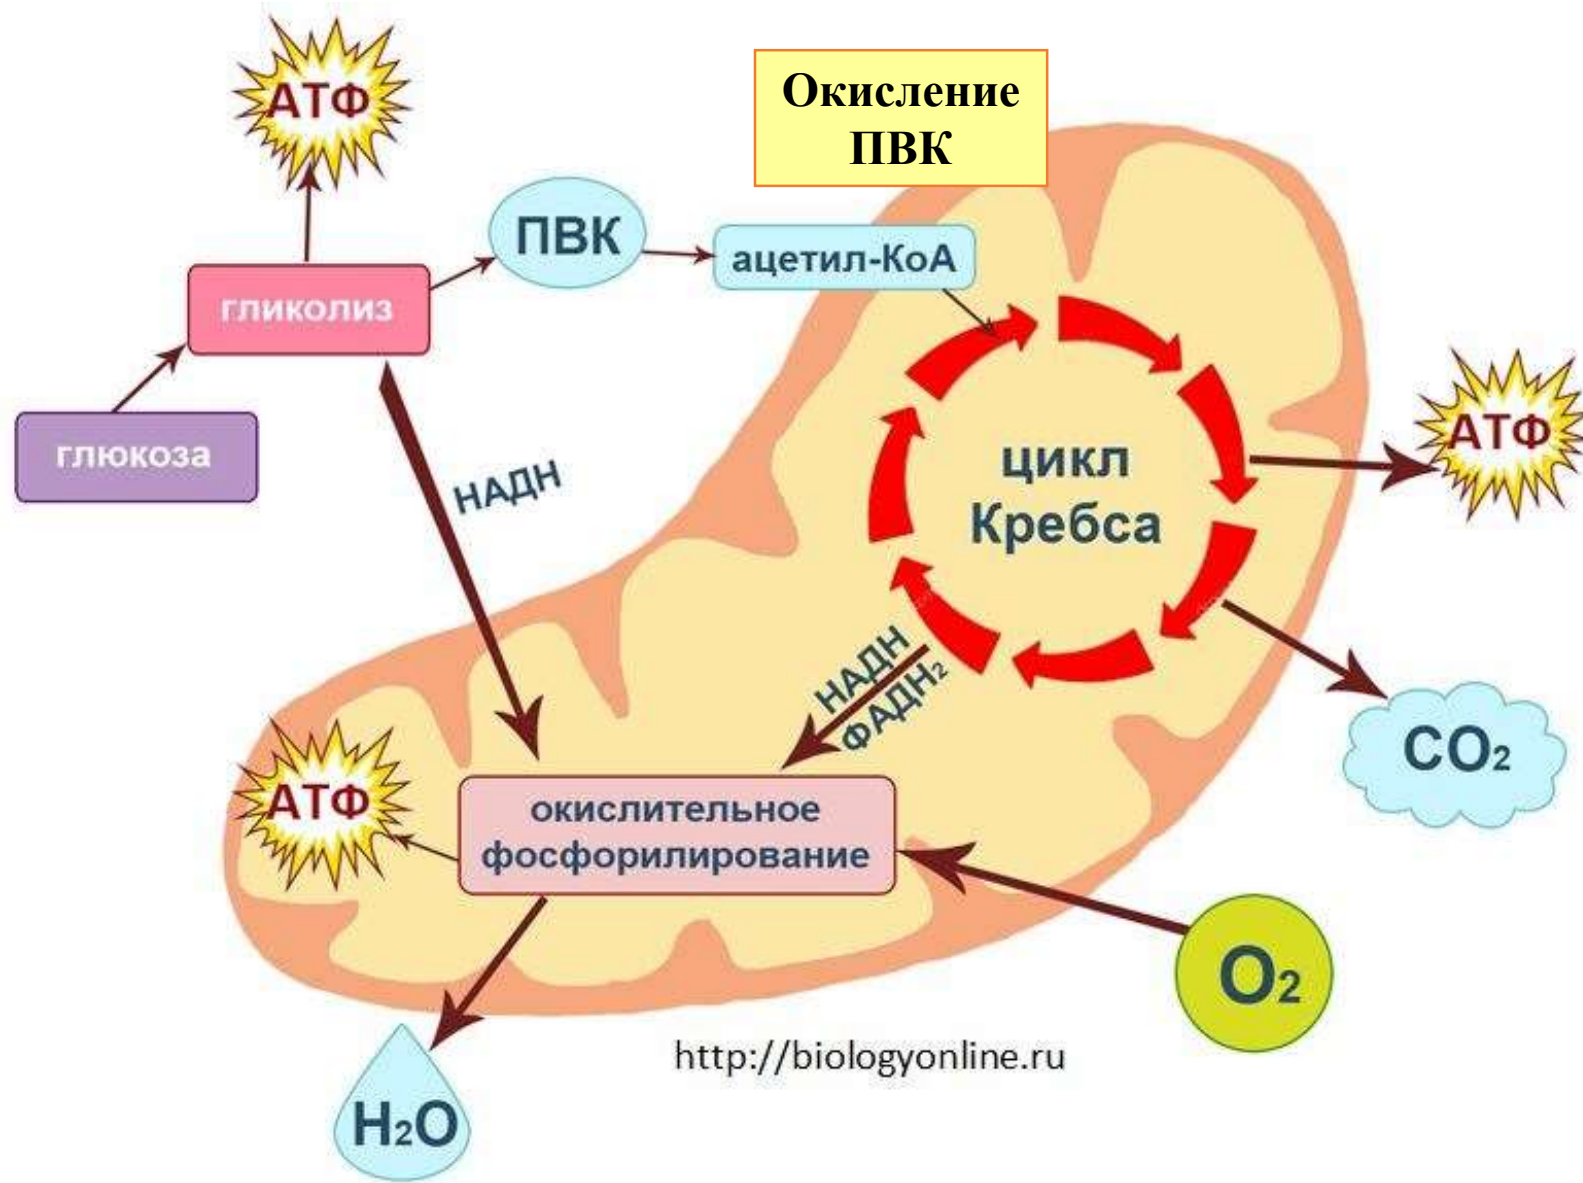 АТФ
Окисление
ПВК
ПВК
ацетил-КоА
гликолиз
глюкоза
НАДН
цикл
Кребса
АТФ
НАДН
ФАДН₂
CO₂
АТФ
окислительное
фосфорилирование
O₂
H₂O
http://biologyonline.ru